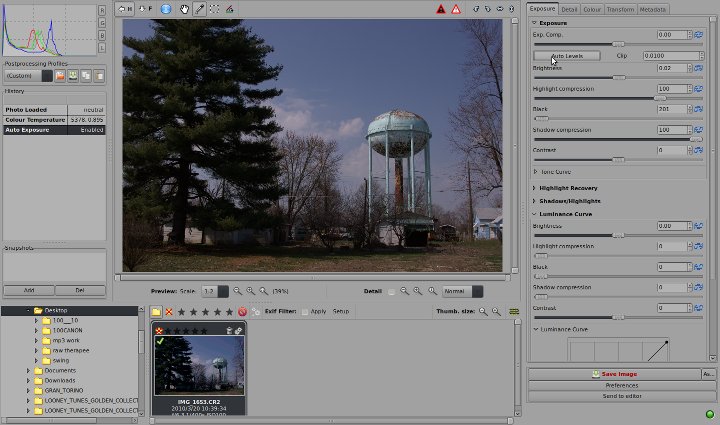 H
F
Exposure Detail Colour Transform Metadata
R
G
B
L
Postprocessing Profiles
(Custom)
History
Photo Loaded neutral
Colour Temperature 5378, 0.895
Auto Exposure Enabled
Snapshots
Add Del
Exposure
Exp. Comp. 0.00
Auto Levels Clip 0.0100
Brightness 0.02
Highlight compression 100
Black 201
Shadow compression 100
Contrast 0
Tone Curve
Highlight Recovery
Shadows/Highlights
Luminance Curve
Brightness 0.00
Highlight compression 0
Black 0
Shadow compression 0
Contrast 0
Luminance Curve
Preview: Scale: 1:2 (39%) Detail Normal
Desktop
100__10
100CANON
mp3 work
raw therapee
swing
Documents
Downloads
GRAN_TORINO
LOONEY_TUNES_GOLDEN_COLLECT
LOONEY_TUNES_GOLDEN_COLLECT
Exif Filter: Apply Setup Thumb. size:
IMG_1653.CR2
2010/3/20 10:39:34
Save Image As...
Preferences
Send to editor